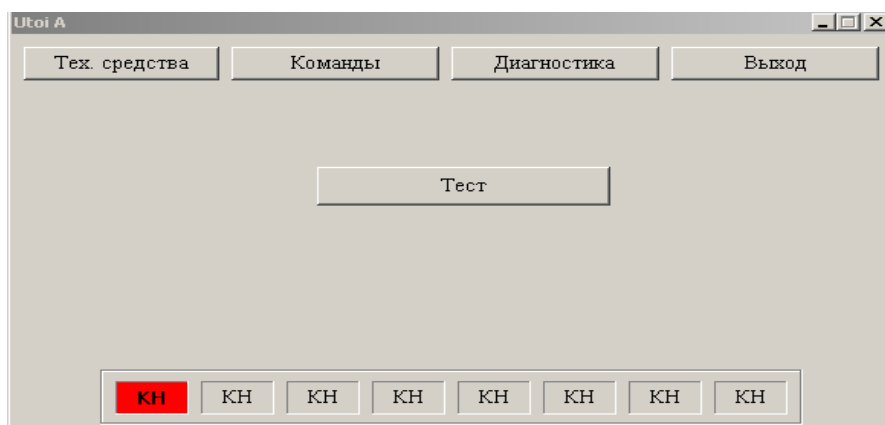 Utoi A
Тех. средства Команды Диагностика Выход
Тест
КН КН КН КН КН КН КН КН